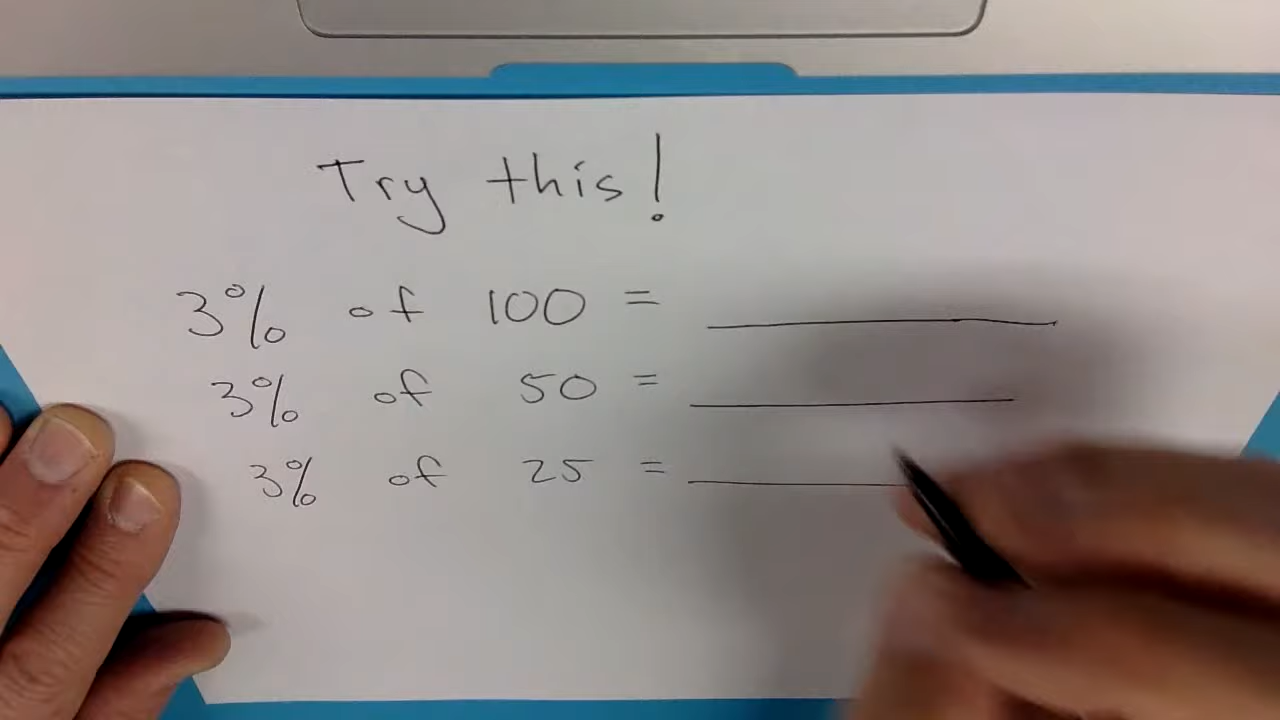 Try this!
3% of 100 =
3% of 50 =
3% of 25 =